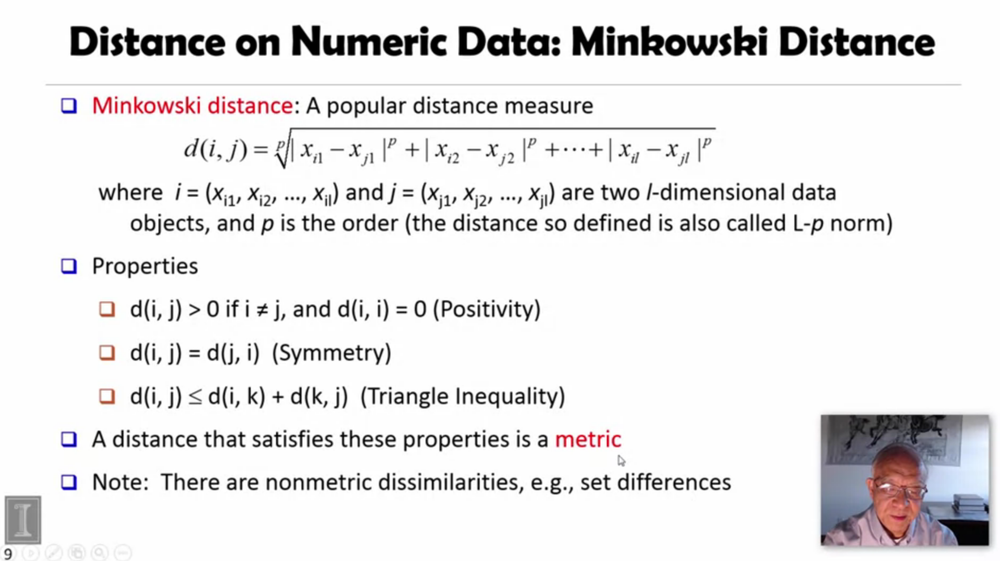 Distance on Numeric Data: Minkowski Distance
❑ Minkowski distance: A popular distance measure
d(i, j) = ᵖ√(| x_{i1} − x_{j1} |^p + | x_{i2} − x_{j2} |^p + ⋯ + | x_{il} − x_{jl} |^p)
where i = (x_{i1}, x_{i2}, ..., x_{il}) and j = (x_{j1}, x_{j2}, ..., x_{jl}) are two l-dimensional data
objects, and p is the order (the distance so defined is also called L-p norm)
❑ Properties
❑ d(i, j) > 0 if i ≠ j, and d(i, i) = 0 (Positivity)
❑ d(i, j) = d(j, i) (Symmetry)
❑ d(i, j) ≤ d(i, k) + d(k, j) (Triangle Inequality)
❑ A distance that satisfies these properties is a metric
❑ Note: There are nonmetric dissimilarities, e.g., set differences
I
9